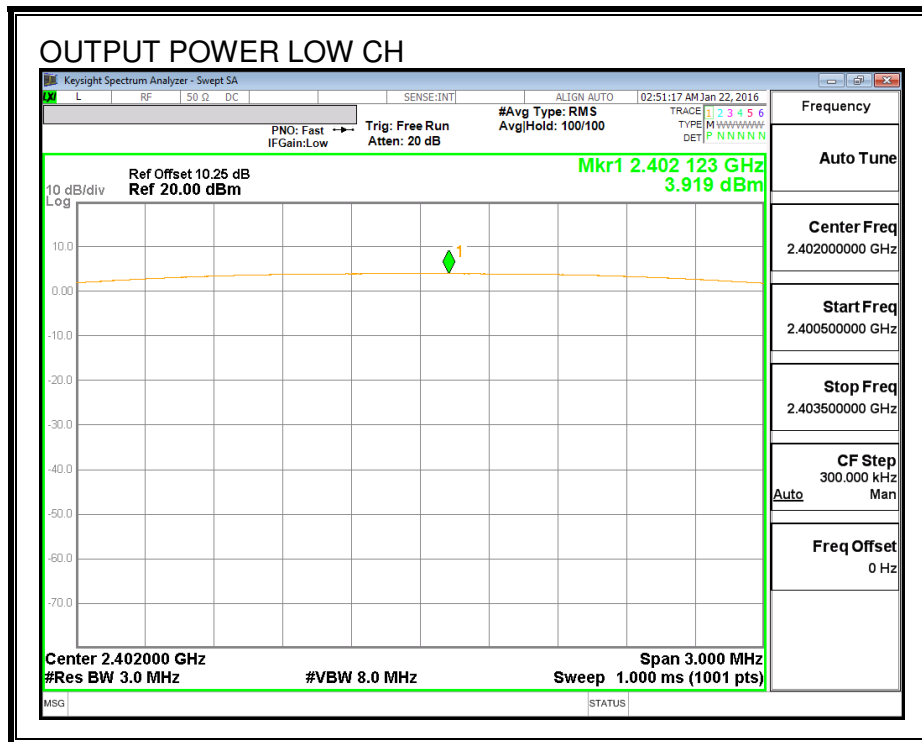 OUTPUT POWER LOW CH
Keysight Spectrum Analyzer - Swept SA
LXI L RF 50 Ω DC SENSE:INT ALIGN AUTO 02:51:17 AM Jan 22, 2016
PNO: Fast
IFGain:Low
Trig: Free Run
Atten: 20 dB
#Avg Type: RMS
Avg|Hold: 100/100
TRACE 1 2 3 4 5 6
TYPE M WWWWW
DET P N N N N N
Mkr1 2.402 123 GHz
3.919 dBm
Ref Offset 10.25 dB
10 dB/div Ref 20.00 dBm
Log
1
10.0
0.00
-10.0
-20.0
-30.0
-40.0
-50.0
-60.0
-70.0
Center 2.402000 GHz Span 3.000 MHz
#Res BW 3.0 MHz #VBW 8.0 MHz Sweep 1.000 ms (1001 pts)
MSG STATUS
Frequency
Auto Tune
Center Freq
2.402000000 GHz
Start Freq
2.400500000 GHz
Stop Freq
2.403500000 GHz
CF Step
300.000 kHz
Auto Man
Freq Offset
0 Hz